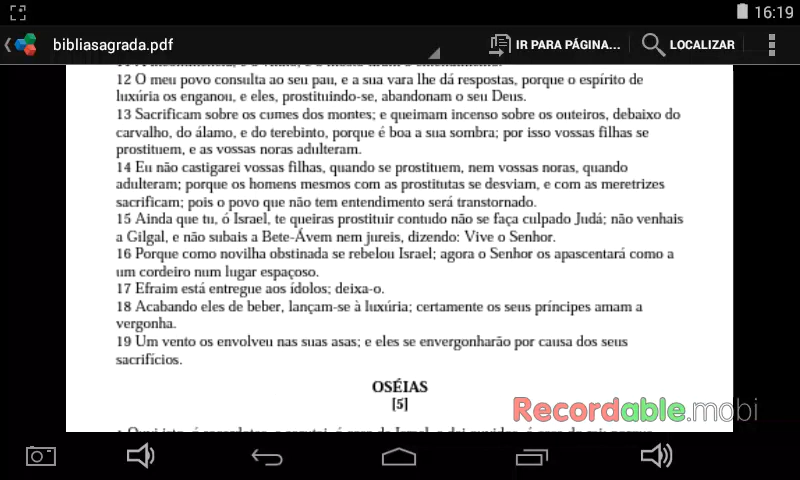 16:19
bibliasagrada.pdf
IR PARA PÁGINA...
LOCALIZAR
12 O meu povo consulta ao seu pau, e a sua vara lhe dá respostas, porque o espírito de
luxúria os enganou, e eles, prostituindo-se, abandonam o seu Deus.
13 Sacrificam sobre os cumes dos montes; e queimam incenso sobre os outeiros, debaixo do
carvalho, do álamo, e do terebinto, porque é boa a sua sombra; por isso vossas filhas se
prostituem, e as vossas noras adulteram.
14 Eu não castigarei vossas filhas, quando se prostituem, nem vossas noras, quando
adulteram; porque os homens mesmos com as prostitutas se desviam, e com as meretrizes
sacrificam; pois o povo que não tem entendimento será transtornado.
15 Ainda que tu, ó Israel, te queiras prostituir contudo não se faça culpado Judá; não venhais
a Gilgal, e não subais a Bete-Ávem nem jureis, dizendo: Vive o Senhor.
16 Porque como novilha obstinada se rebelou Israel; agora o Senhor os apascentará como a
um cordeiro num lugar espaçoso.
17 Efraim está entregue aos ídolos; deixa-o.
18 Acabando eles de beber, lançam-se à luxúria; certamente os seus príncipes amam a
vergonha.
19 Um vento os envolveu nas suas asas; e eles se envergonharão por causa dos seus
sacrifícios.
OSÉIAS
[5]
Recordable.mobi